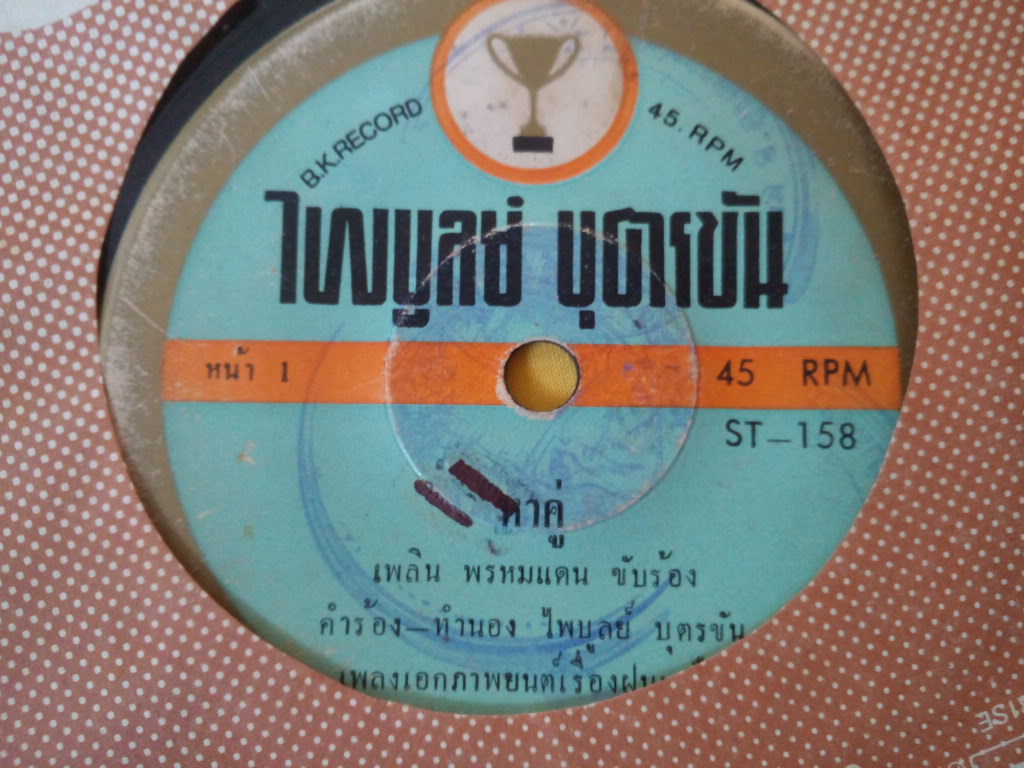 B.K.RECORD
45.RPM
ไพบูลย์ บุตรขัน
หน้า 1
45 RPM
ST-158
หาคู่
เพลิน พรหมแดน ขับร้อง
คำร้อง-ทำนอง ไพบูลย์ บุตรขัน
เพลงเอกภาพยนต์เรื่อง